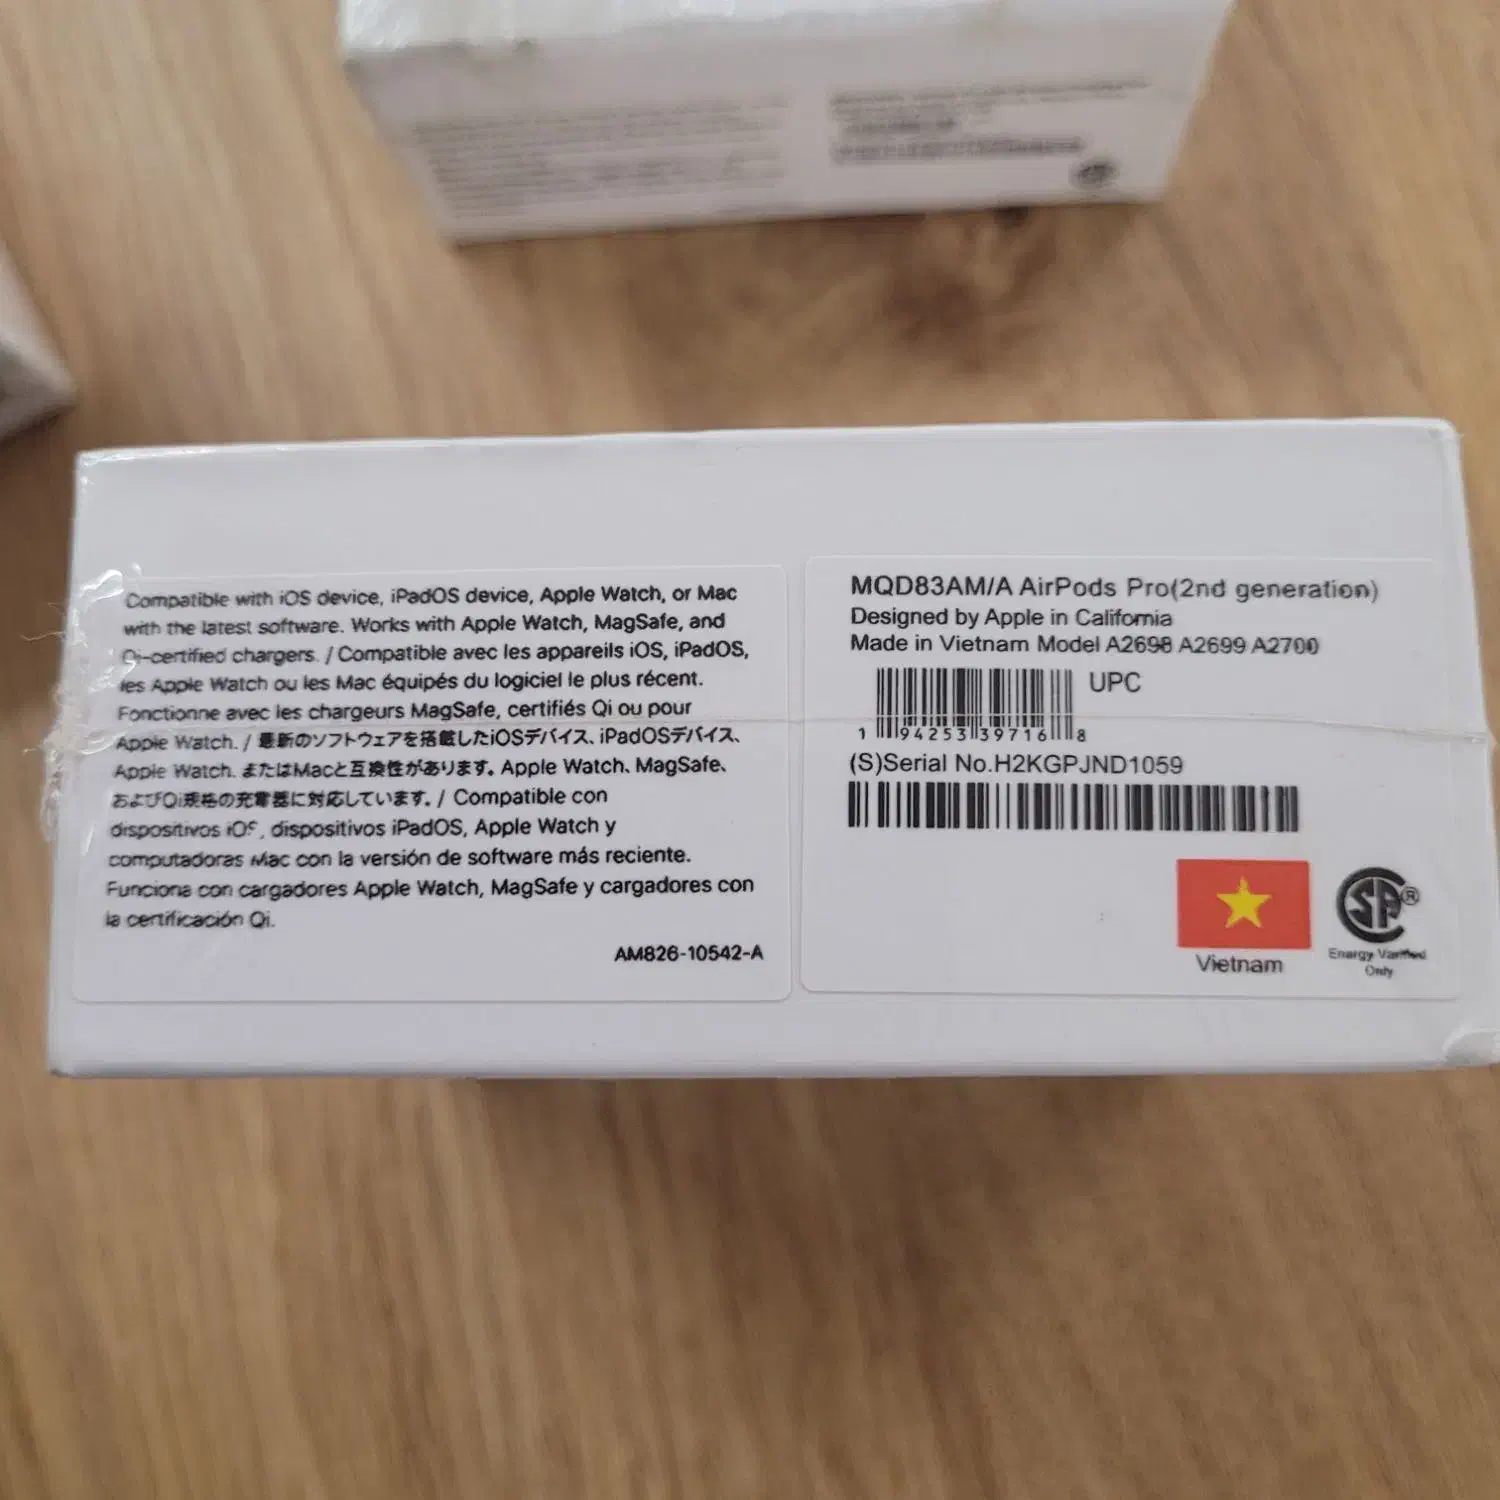 Compatible with iOS device, iPadOS device, Apple Watch, or Mac
with the latest software. Works with Apple Watch, MagSafe, and
Qi-certified chargers. / Compatible avec les appareils iOS, iPadOS,
les Apple Watch ou les Mac équipés du logiciel le plus récent.
Fonctionne avec les chargeurs MagSafe, certifiés Qi ou pour
Apple Watch. / 最新のソフトウェアを搭載したiOSデバイス、iPadOSデバイス、
Apple Watch、またはMacと互換性があります。Apple Watch、MagSafe、
およびQi規格の充電器に対応しています。/ Compatible con
dispositivos iOS, dispositivos iPadOS, Apple Watch y
computadoras Mac con la versión de software más reciente.
Funciona con cargadores Apple Watch, MagSafe y cargadores con
la certificación Qi.
AM826-10542-A
MQD83AM/A AirPods Pro(2nd generation)
Designed by Apple in California
Made in Vietnam Model A2698 A2699 A2700
UPC
1 94253 39716 8
(S)Serial No.H2KGPJND1059
Vietnam
SA®
Energy Verified
Only